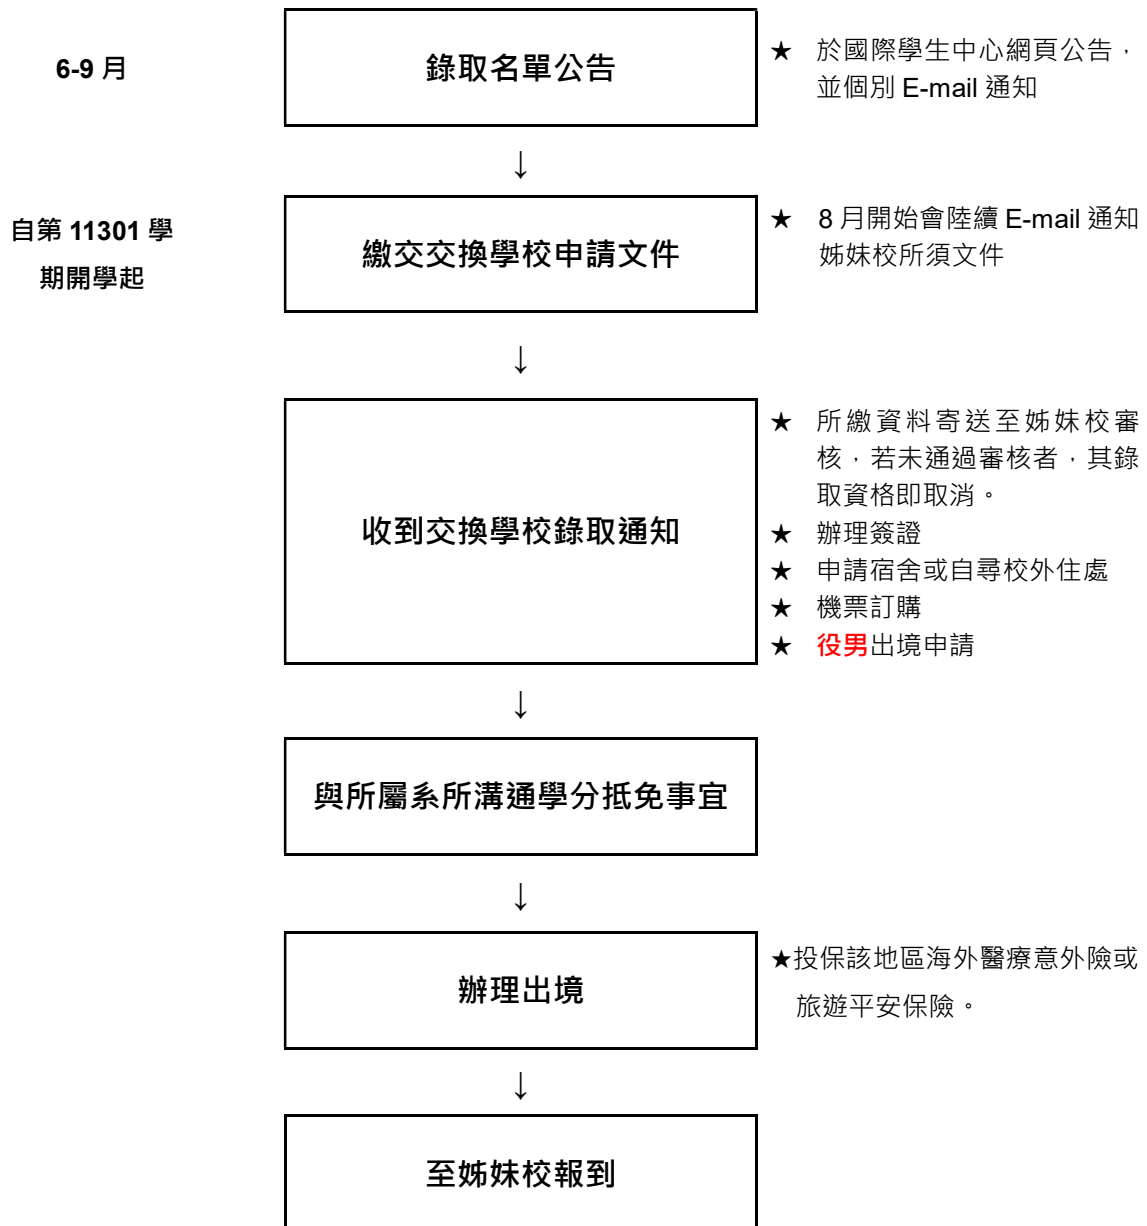 6-9 月
錄取名單公告
★ 於國際學生中心網頁公告，
並個別 E-mail 通知
↓
自第 11301 學
期開學起
繳交交換學校申請文件
★ 8 月開始會陸續 E-mail 通知
姊妹校所須文件
↓
收到交換學校錄取通知
★ 所繳資料寄送至姊妹校審
核，若未通過審核者，其錄
取資格即取消。
★ 辦理簽證
★ 申請宿舍或自尋校外住處
★ 機票訂購
★ 役男出境申請
↓
與所屬系所溝通學分抵免事宜
↓
辦理出境
★投保該地區海外醫療意外險或
旅遊平安保險。
↓
至姊妹校報到